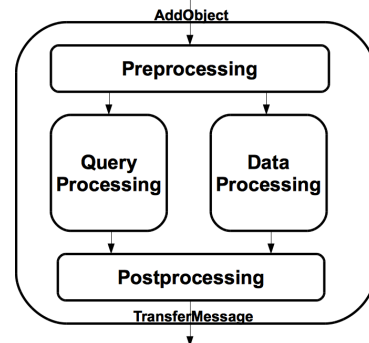 AddObject
Preprocessing
Query
Processing
Data
Processing
Postprocessing
TransferMessage